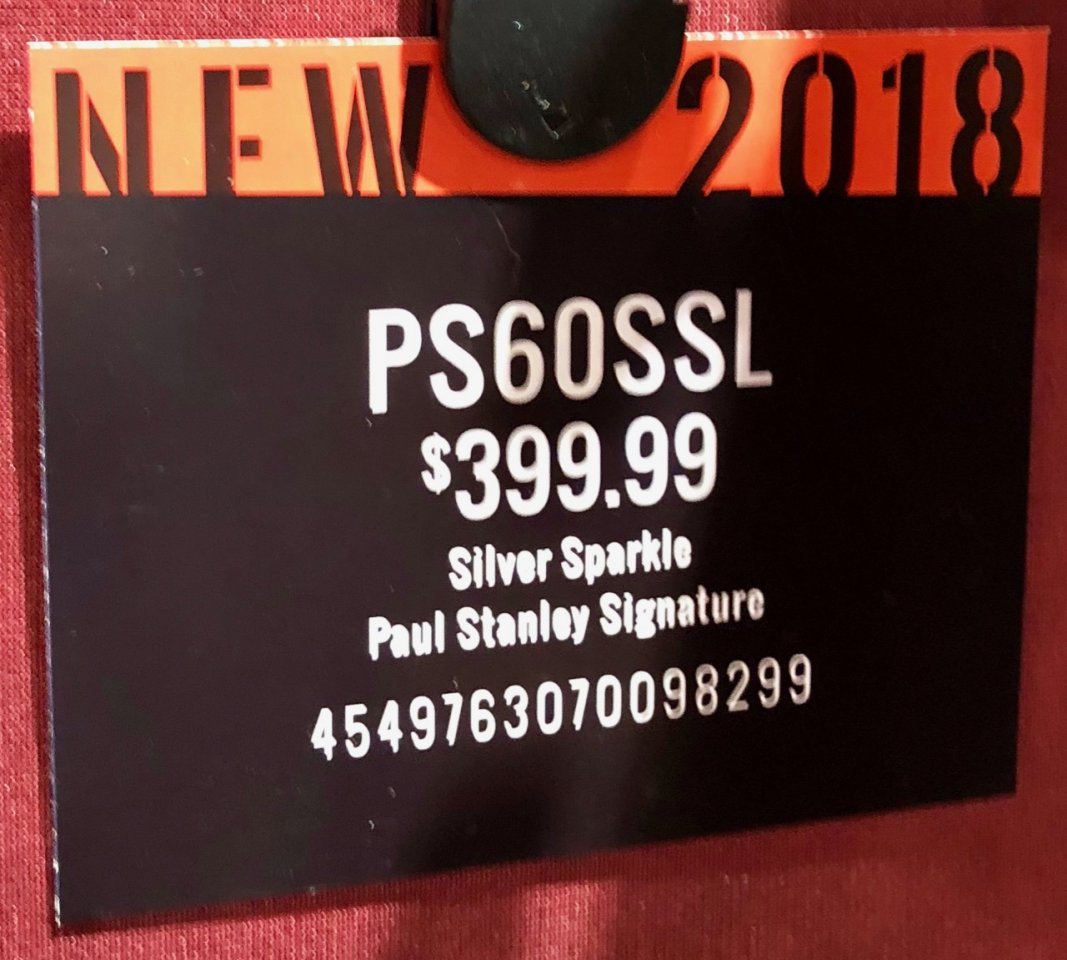 NEW 2018
PS60SSL
$399.99
Silver Sparkle
Paul Stanley Signature
4549763070098299